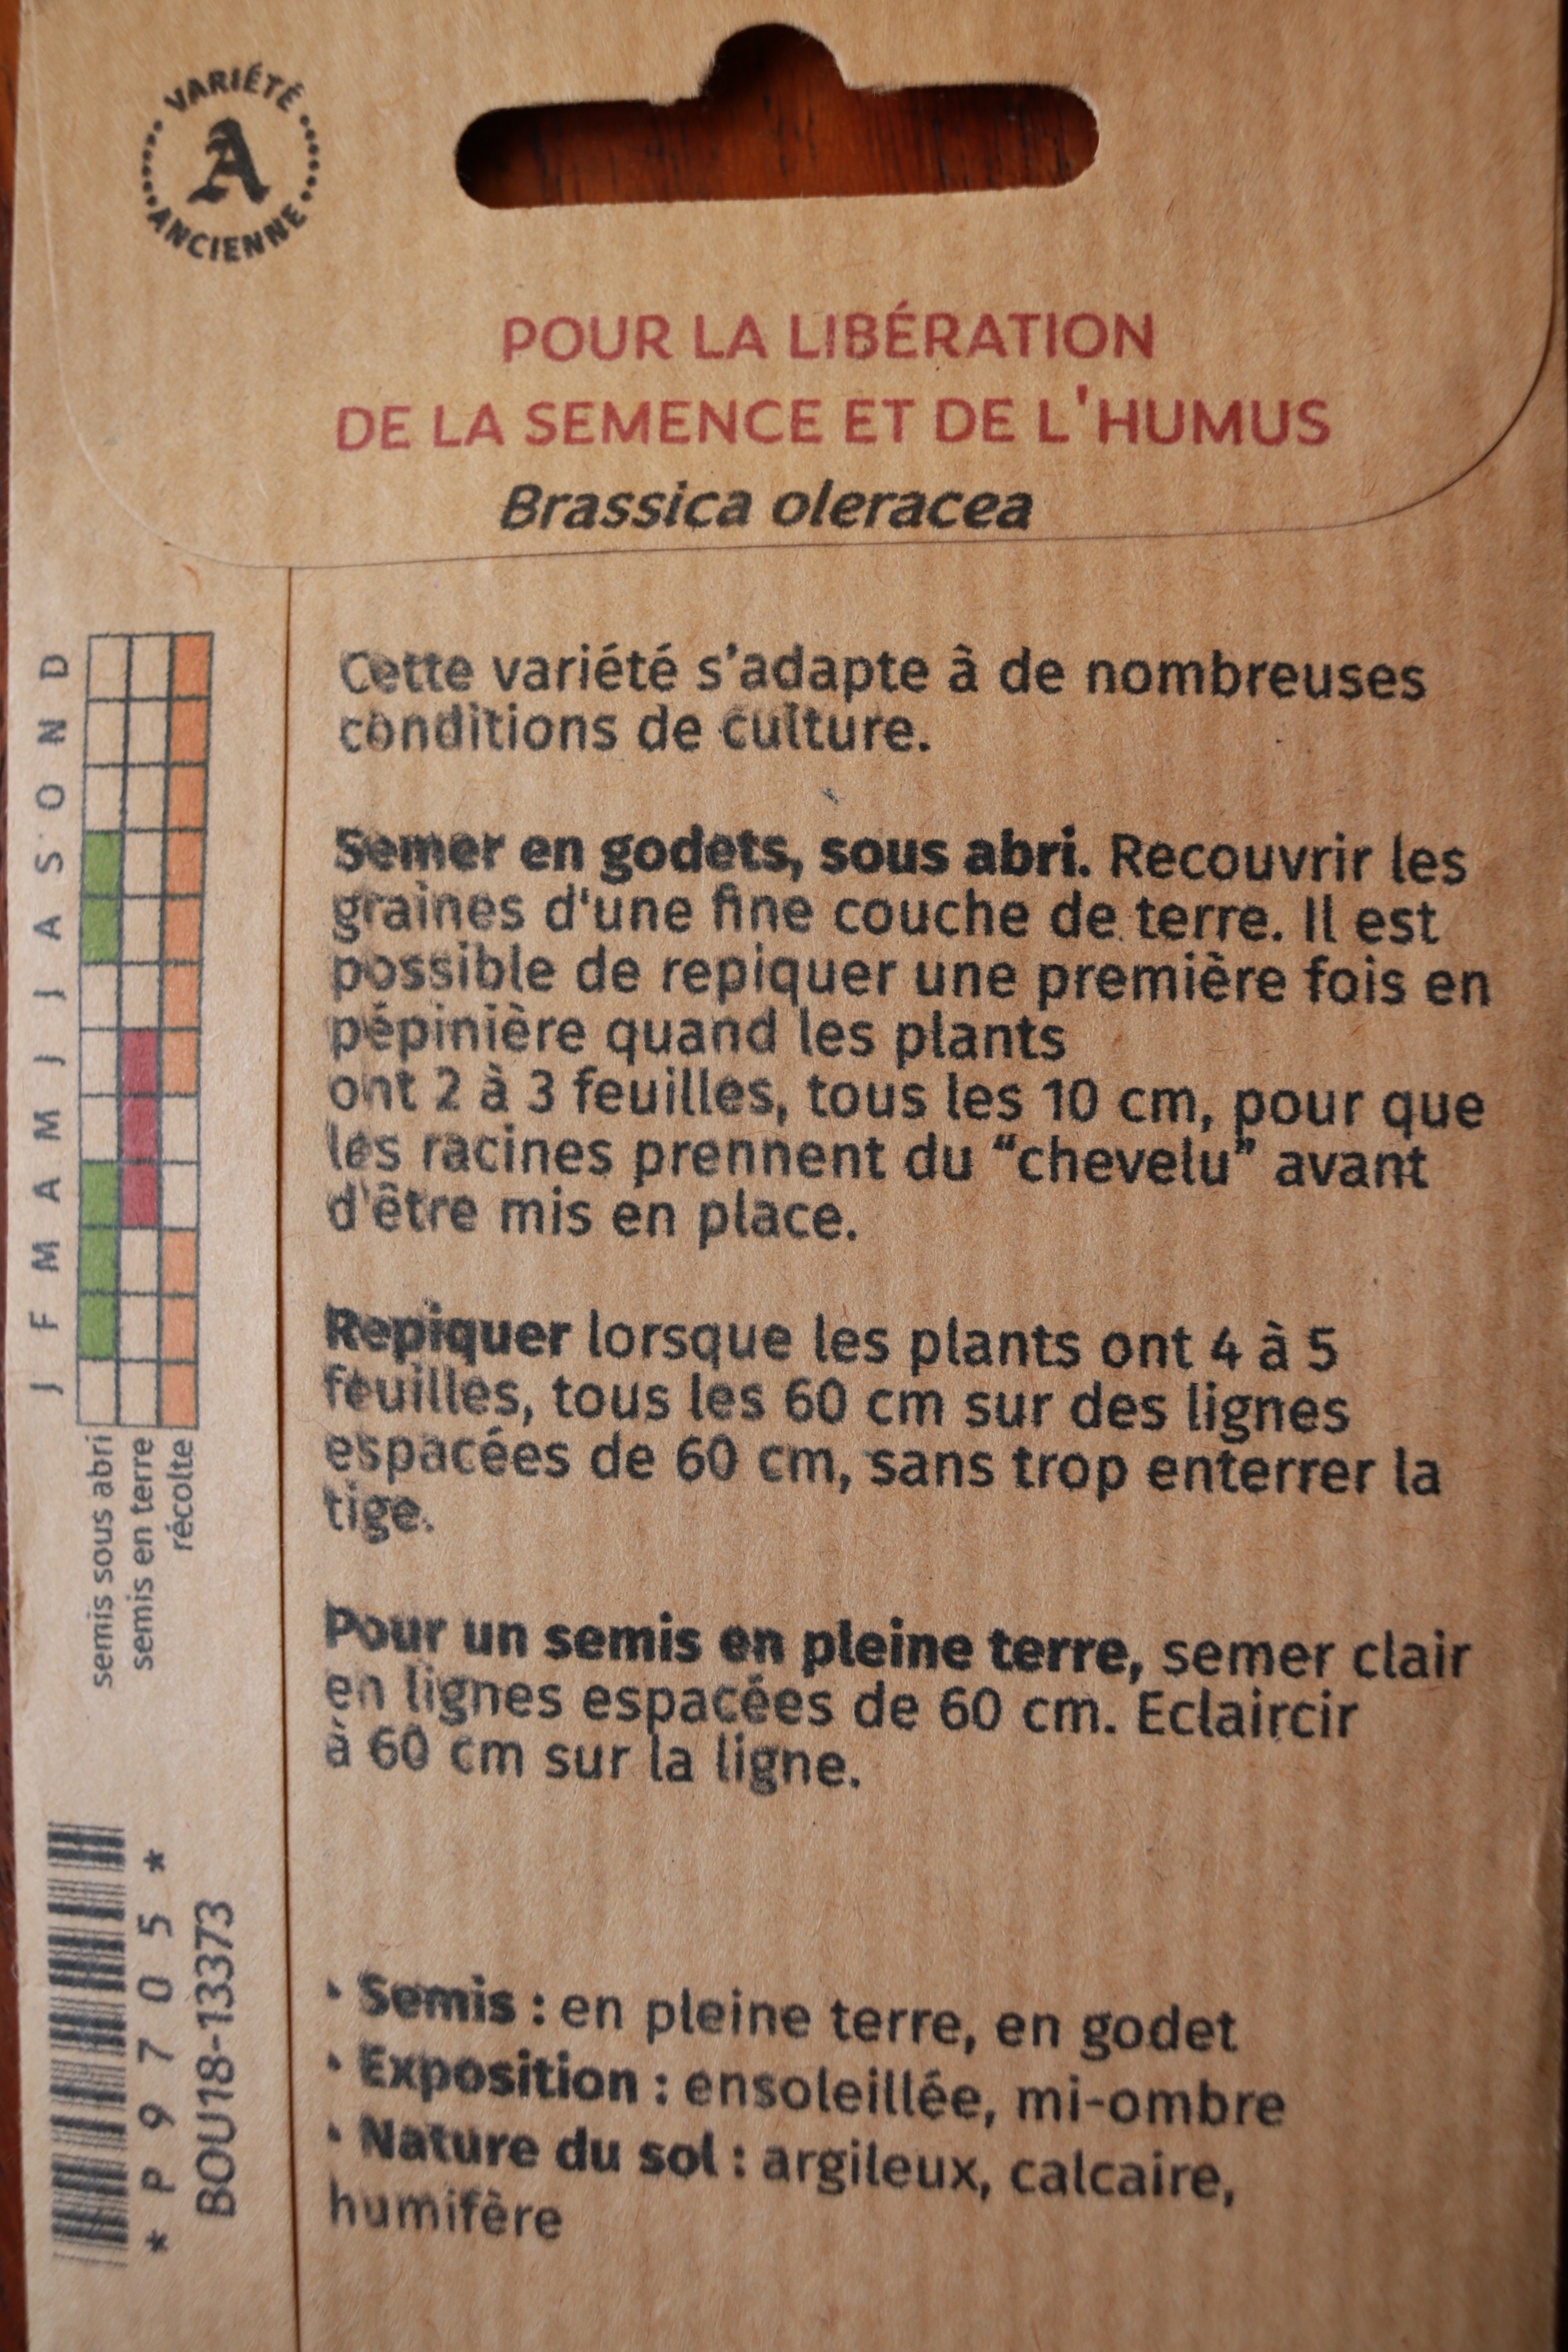 VARIÉTÉ
A
ANCIENNE
POUR LA LIBÉRATION
DE LA SEMENCE ET DE L'HUMUS
Brassica oleracea
J F M A M J J A S O N D
semis sous abri
semis en terre
récolte
Cette variété s'adapte à de nombreuses
conditions de culture.
Semer en godets, sous abri. Recouvrir les
graines d'une fine couche de terre. Il est
possible de repiquer une première fois en
pépinière quand les plants
ont 2 à 3 feuilles, tous les 10 cm, pour que
les racines prennent du “chevelu” avant
d'être mis en place.
Repiquer lorsque les plants ont 4 à 5
feuilles, tous les 60 cm sur des lignes
espacées de 60 cm, sans trop enterrer la
tige.
Pour un semis en pleine terre, semer clair
en lignes espacées de 60 cm. Eclaircir
à 60 cm sur la ligne.
* P 9 7 0 5 *
BOU18-13373
• Semis : en pleine terre, en godet
• Exposition : ensoleillée, mi-ombre
• Nature du sol : argileux, calcaire,
humifère